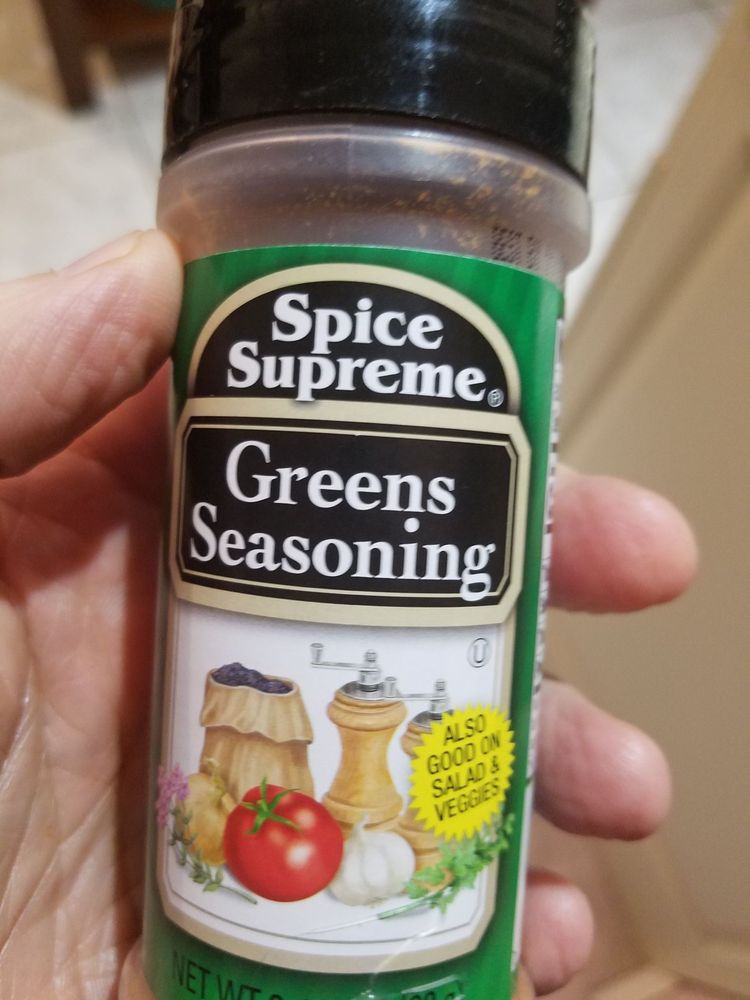 Spice
Supreme®
Greens
Seasoning
U
ALSO
GOOD ON
SALAD &
VEGGIES
NET WT